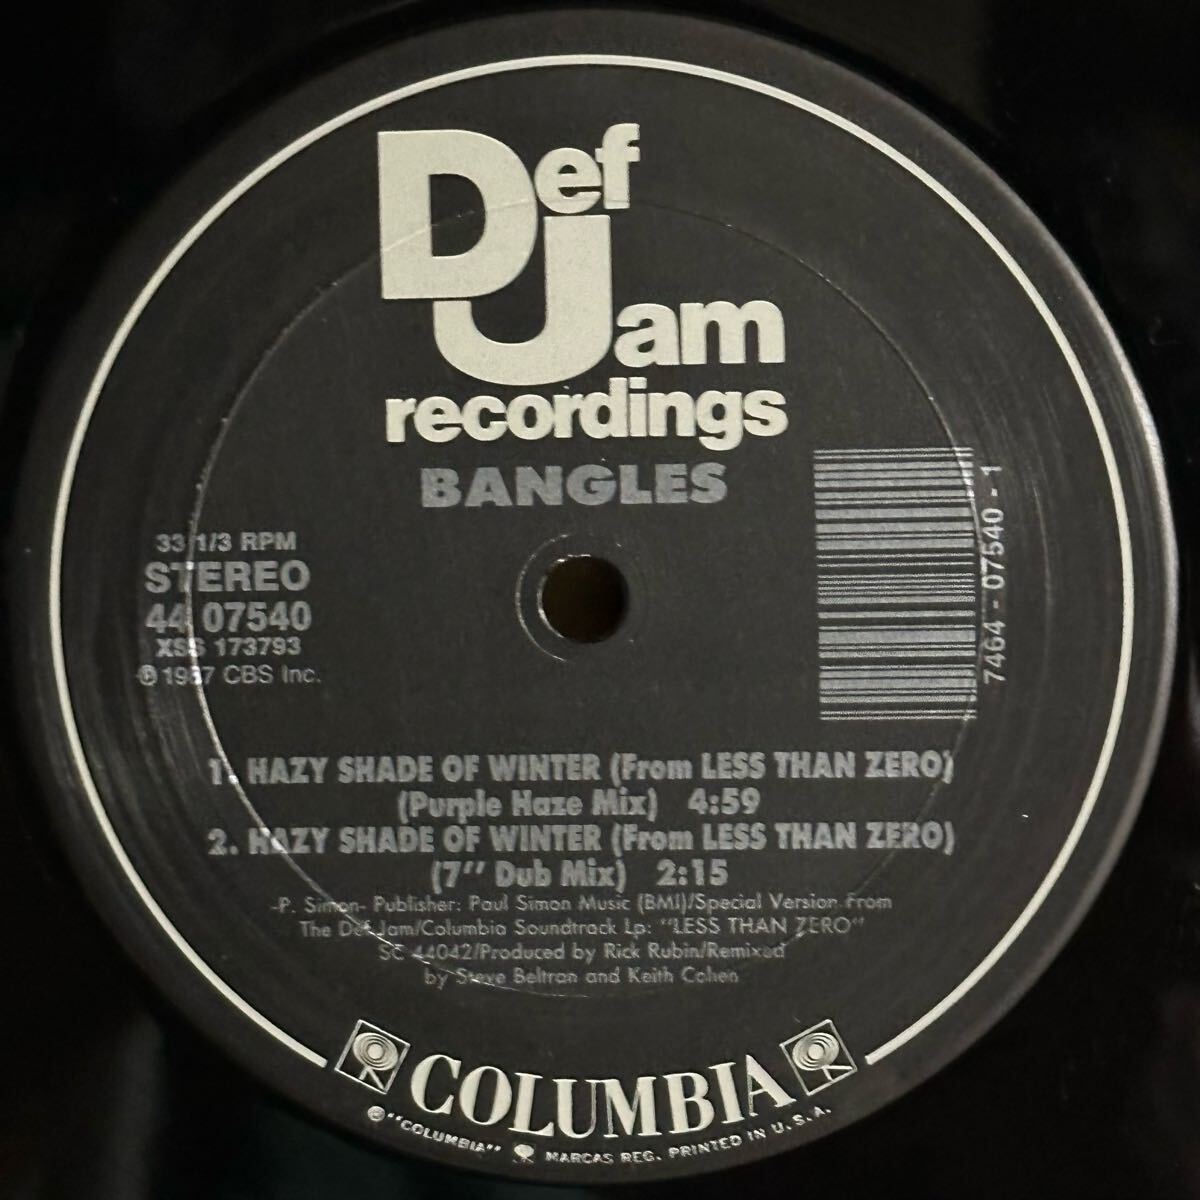 Def
Jam
recordings
BANGLES
33 1/3 RPM
STEREO
44 07540
XSS 173793
℗ 1987 CBS Inc.
7464 - 07540 - 1
1. HAZY SHADE OF WINTER (From LESS THAN ZERO)
(Purple Haze Mix) 4:59
2. HAZY SHADE OF WINTER (From LESS THAN ZERO)
(7" Dub Mix) 2:15
-P. Simon- Publisher: Paul Simon Music (BMI)/Special Version from
The Def Jam/Columbia Soundtrack Lp: "LESS THAN ZERO"
SC 44042/Produced by Rick Rubin/Remixed
by Steve Beltran and Keith Cohen
COLUMBIA
® "COLUMBIA" MARCAS REG. PRINTED IN U.S.A.